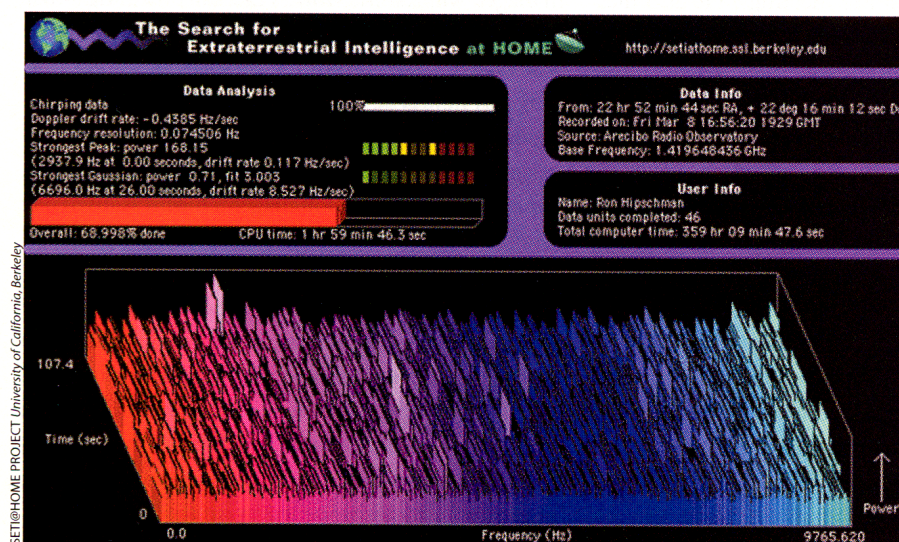 The Search for
Extraterrestrial Intelligence at HOME
http://setiathome.ssl.berkeley.edu
Data Analysis
Chirping data 100%
Doppler drift rate: -0.4385 Hz/sec
Frequency resolution: 0.074506 Hz
Strongest Peak: power 168.15
(2937.9 Hz at 0.00 seconds, drift rate 0.117 Hz/sec)
Strongest Gaussian: power 0.71, fit 3.003
(6696.0 Hz at 26.00 seconds, drift rate 8.527 Hz/sec)
Overall: 68.998% done CPU time: 1 hr 59 min 46.3 sec
Data Info
From: 22 hr 52 min 44 sec RA, + 22 deg 16 min 12 sec De
Recorded on: Fri Mar 8 16:56:20 1929 GMT
Source: Arecibo Radio Observatory
Base Frequency: 1.419648436 GHz
User Info
Name: Ron Hipschman
Data units completed: 46
Total computer time: 359 hr 09 min 47.6 sec
107.4
Time (sec)
0
0.0
Frequency (Hz)
9765.620
Power
SETI@HOME PROJECT University of California, Berkeley